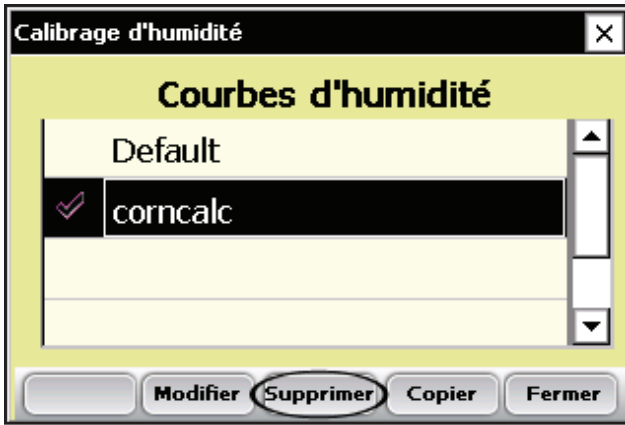 Calibrage d'humidité
Courbes d'humidité
Default
corncalc
Modifier Supprimer Copier Fermer